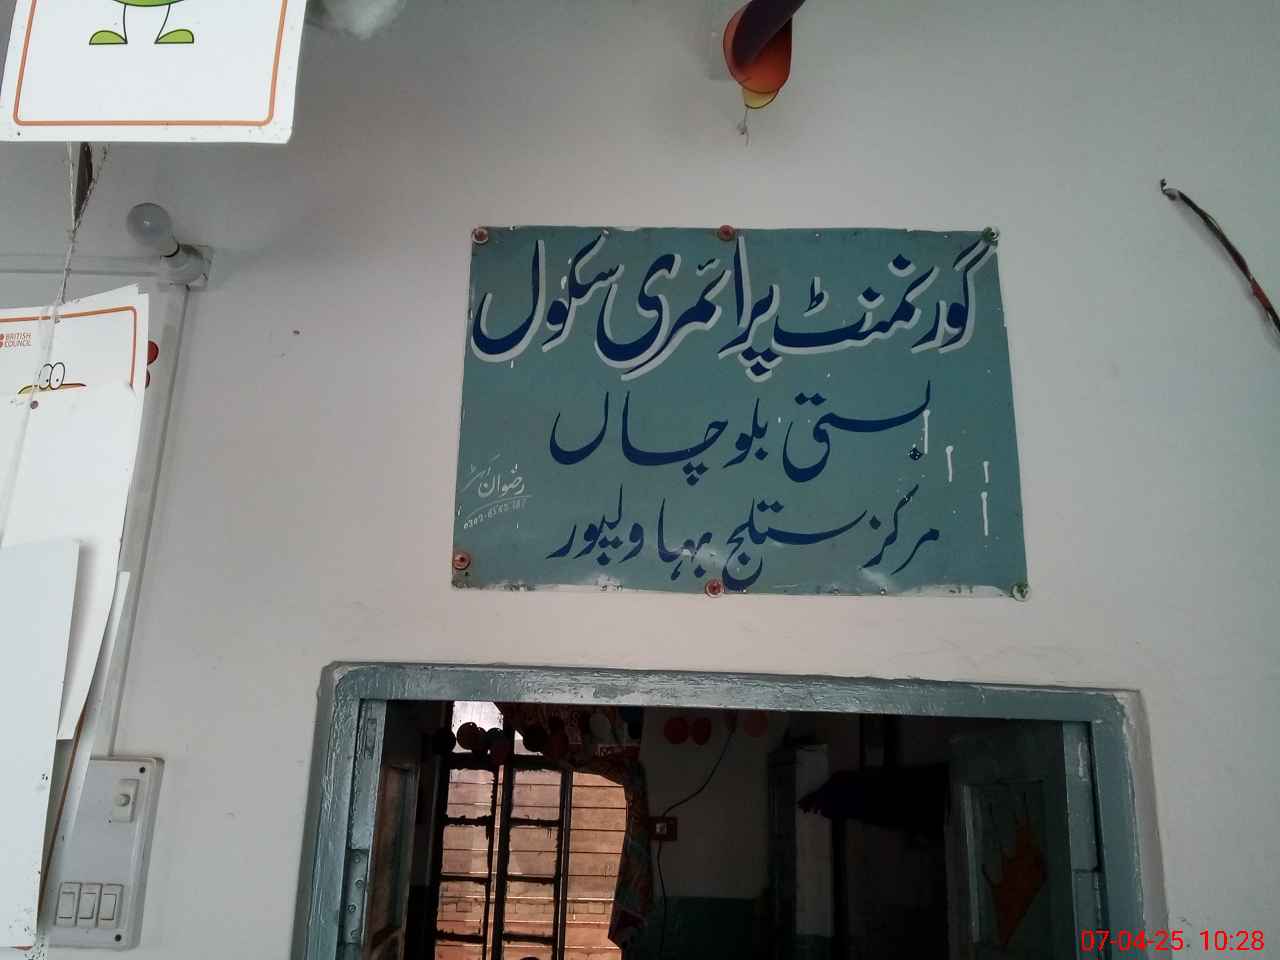 گورنمنٹ پرائمری سکول
بستی بلوچاں
مرکز ستلج بہاولپور
رضوان
BRITISH
COUNCIL
07-04-25 10:28